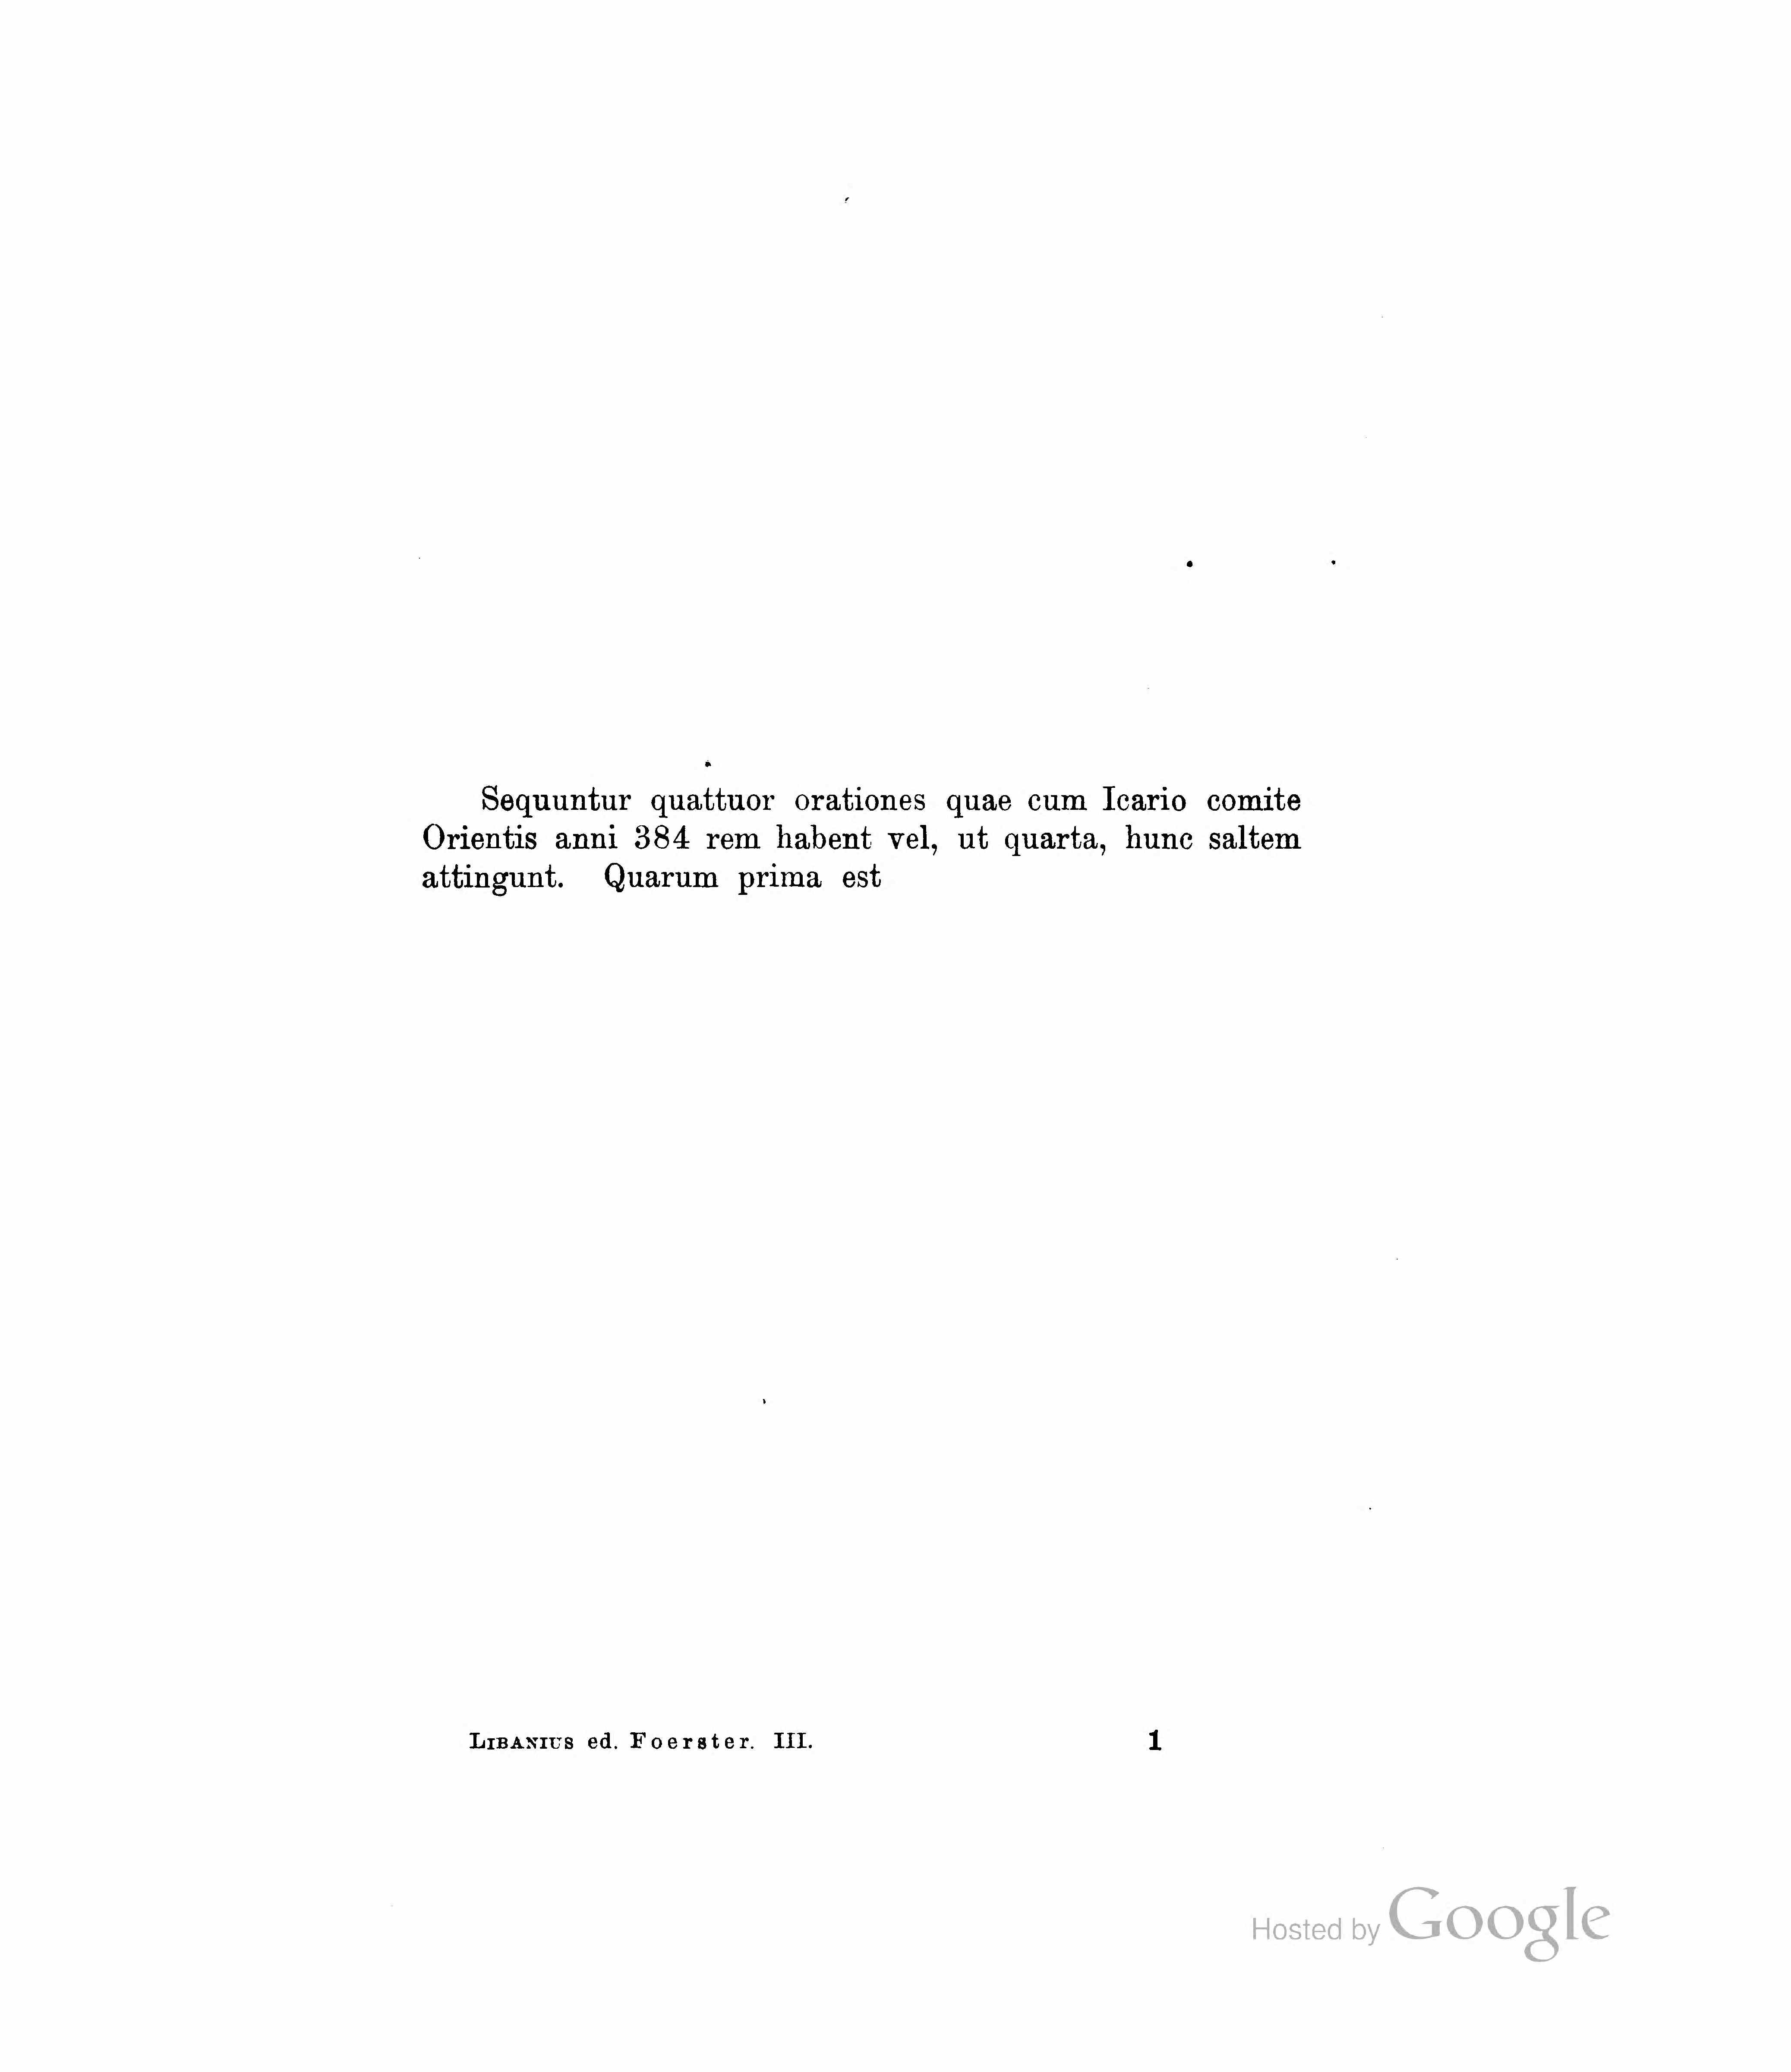 Sequuntur quattuor orationes quae cum Icario comite
Orientis anni 384 rem habent vel, ut quarta, hunc saltem
attingunt. Quarum prima est
LIBANIUS ed. Foerster. III. 1
Hosted by Google